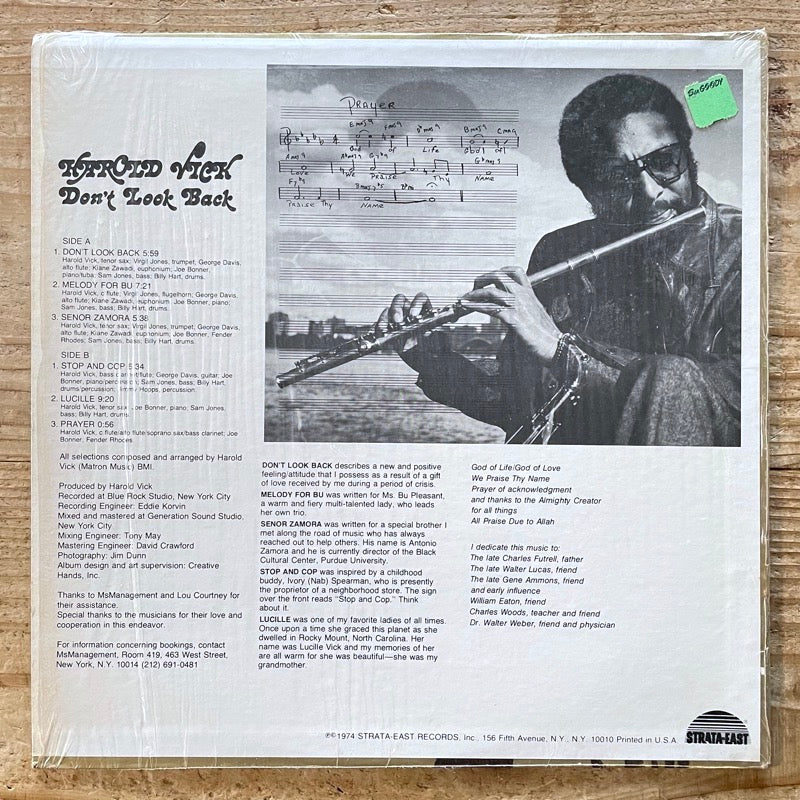 HAROLD VICK
Don't Look Back
SIDE A
1. DON'T LOOK BACK 5:59
Harold Vick, tenor sax; Virgil Jones, trumpet; George Davis,
alto flute; Kiane Zawadi, euphonium; Joe Bonner,
piano/tuba; Sam Jones, bass; Billy Hart, drums.
2. MELODY FOR BU 7:21
Harold Vick, c flute; Virgil Jones, flugelhorn; George Davis,
alto flute; Kiane Zawadi, euphonium; Joe Bonner, piano;
Sam Jones, bass; Billy Hart, drums.
3. SENOR ZAMORA 5:38
Harold Vick, tenor sax; Virgil Jones, trumpet; George Davis,
alto flute; Kiane Zawadi, euphonium; Joe Bonner, Fender
Rhodes; Sam Jones, bass; Billy Hart, drums.
SIDE B
1. STOP AND COP 5:34
Harold Vick, bass clarinet/flute; George Davis, guitar; Joe
Bonner, piano/percussion; Sam Jones, bass; Billy Hart,
drums/percussion; Jimmy Hopps, percussion.
2. LUCILLE 9:20
Harold Vick, tenor sax; Joe Bonner, piano; Sam Jones,
bass; Billy Hart, drums.
3. PRAYER 0:56
Harold Vick, c flute/alto flute/soprano sax/bass clarinet; Joe
Bonner, Fender Rhodes.
All selections composed and arranged by Harold
Vick (Matron Music) BMI.
Produced by Harold Vick
Recorded at Blue Rock Studio, New York City
Recording Engineer: Eddie Korvin
Mixed and mastered at Generation Sound Studio,
New York City
Mixing Engineer: Tony May
Mastering Engineer: David Crawford
Photography: Jim Dunn
Album design and art supervision: Creative
Hands, Inc.
Thanks to MsManagement and Lou Courtney for
their assistance.
Special thanks to the musicians for their love and
cooperation in this endeavor.
For information concerning bookings, contact
MsManagement, Room 419, 463 West Street,
New York, N.Y. 10014 (212) 691-0481
PRAYER
God of Life God of
Love We Praise Thy Name
Praise Thy Name
DON'T LOOK BACK describes a new and positive
feeling/attitude that I possess as a result of a gift
of love received by me during a period of crisis.
MELODY FOR BU was written for Ms. Bu Pleasant,
a warm and fiery multi-talented lady, who leads
her own trio.
SENOR ZAMORA was written for a special brother I
met along the road of music who has always
reached out to help others. His name is Antonio
Zamora and he is currently director of the Black
Cultural Center, Purdue University.
STOP AND COP was inspired by a childhood
buddy, Ivory (Nab) Spearman, who is presently
the proprietor of a neighborhood store. The sign
over the front reads "Stop and Cop." Think
about it.
LUCILLE was one of my favorite ladies of all times.
Once upon a time she graced this planet as she
dwelled in Rocky Mount, North Carolina. Her
name was Lucille Vick and my memories of her
are all warm for she was beautiful—she was my
grandmother.
God of Life/God of Love
We Praise Thy Name
Prayer of acknowledgment
and thanks to the Almighty Creator
for all things
All Praise Due to Allah
I dedicate this music to:
The late Charles Futrell, father
The late Walter Lucas, friend
The late Gene Ammons, friend
and early influence
William Eaton, friend
Charles Woods, teacher and friend
Dr. Walter Weber, friend and physician
℗©1974 STRATA-EAST RECORDS, Inc., 156 Fifth Avenue, N.Y., N.Y. 10010 Printed in U.S.A.
STRATA-EAST